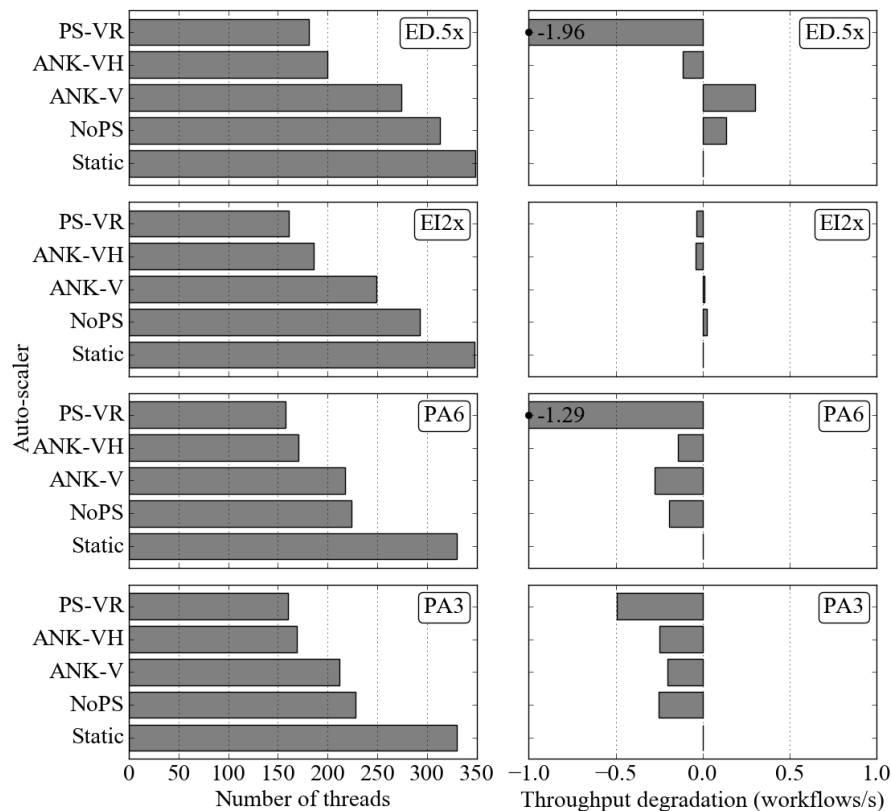 PS-VR
ANK-VH
ANK-V
NoPS
Static
ED.5x
-1.96
ED.5x
PS-VR
ANK-VH
ANK-V
NoPS
Static
EI2x
EI2x
Auto-scaler
PS-VR
ANK-VH
ANK-V
NoPS
Static
PA6
-1.29
PA6
PS-VR
ANK-VH
ANK-V
NoPS
Static
PA3
PA3
0 50 100 150 200 250 300 350
Number of threads
−1.0 −0.5 0.0 0.5 1.0
Throughput degradation (workflows/s)